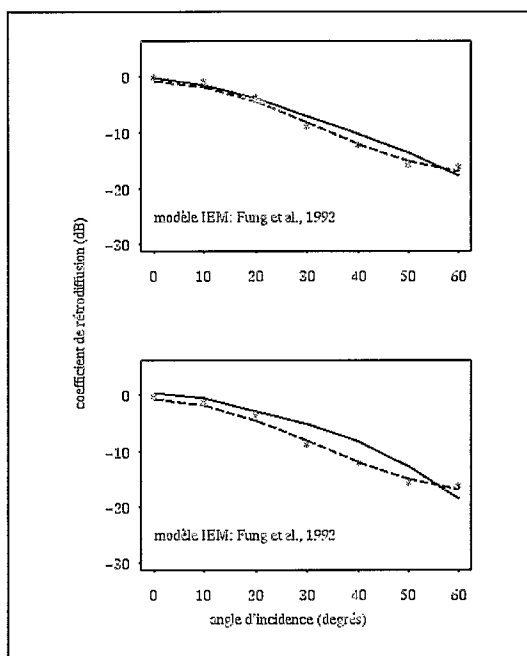 0
-10
-20
-30
modèle IEM: Fung et al., 1992
0 10 20 30 40 50 60
coefficient de rétrodiffusion (dB)
0
-10
-20
-30
modèle IEM: Fung et al., 1992
0 10 20 30 40 50 60
angle d'incidence (degrés)